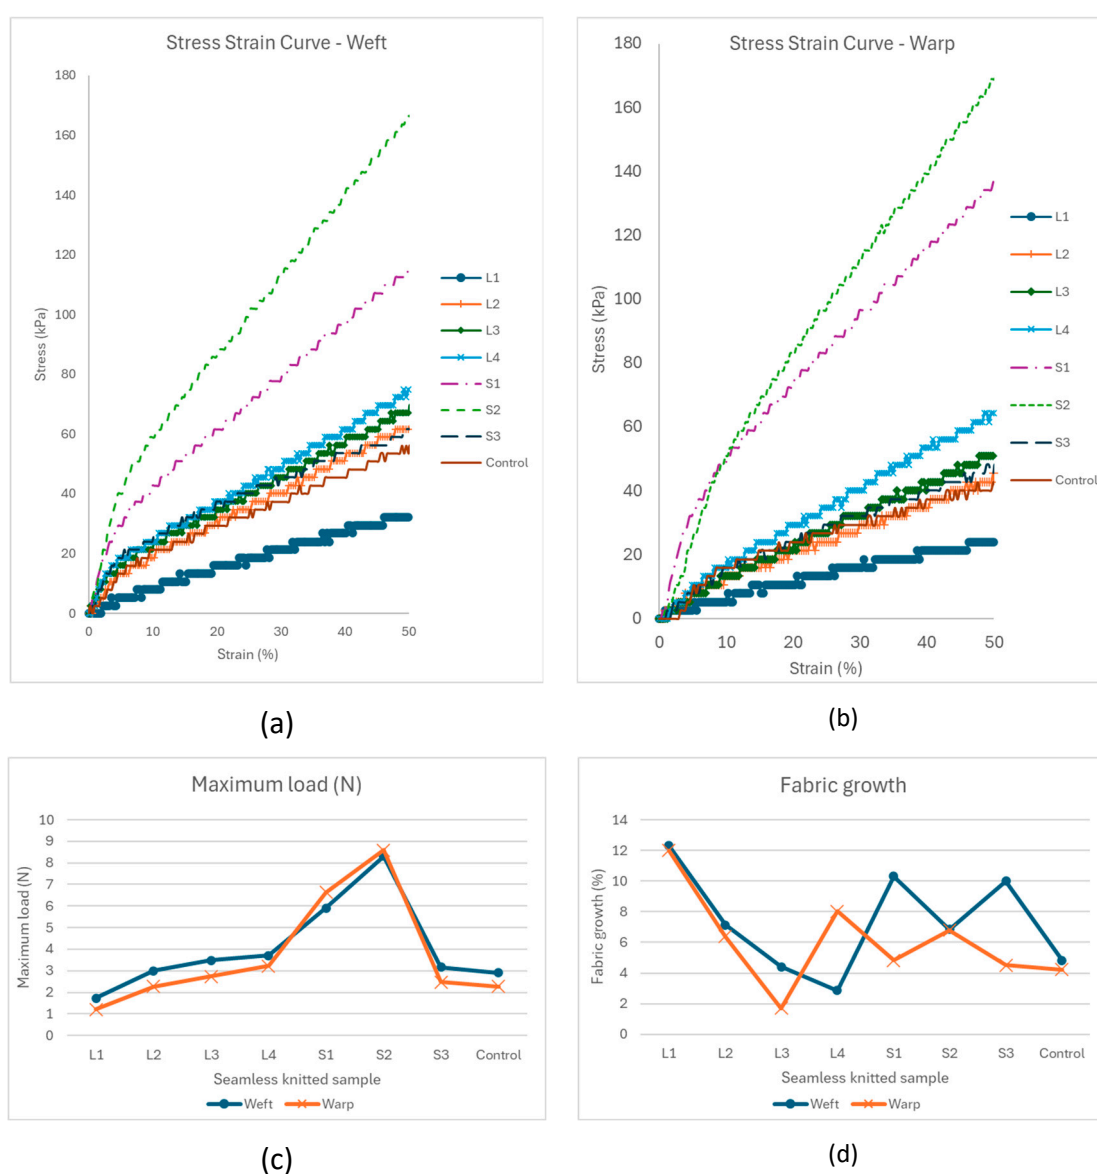 Stress Strain Curve - Weft
180
160
140
120
100
80
60
40
20
0
Stress (kPa)
0 10 20 30 40 50
Strain (%)
L1
L2
L3
L4
S1
S2
S3
Control
(a)
Stress Strain Curve - Warp
180
160
140
120
100
80
60
40
20
0
Stress (kPa)
0 10 20 30 40 50
Strain (%)
L1
L2
L3
L4
S1
S2
S3
Control
(b)
Maximum load (N)
10
9
8
7
6
5
4
3
2
1
0
Maximum load (N)
L1 L2 L3 L4 S1 S2 S3 Control
Seamless knitted sample
Weft Warp
(c)
Fabric growth
14
12
10
8
6
4
2
0
Fabric growth (%)
L1 L2 L3 L4 S1 S2 S3 Control
Seamless knitted sample
Weft Warp
(d)